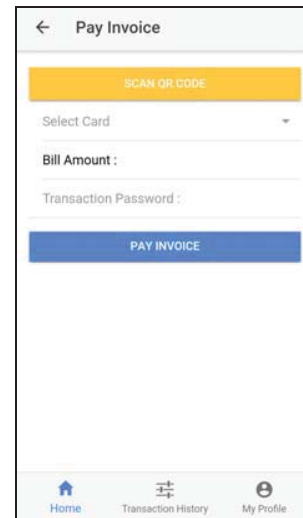 Pay Invoice
SCAN QR CODE
Select Card
Bill Amount :
Transaction Password :
PAY INVOICE
Home Transaction History My Profile